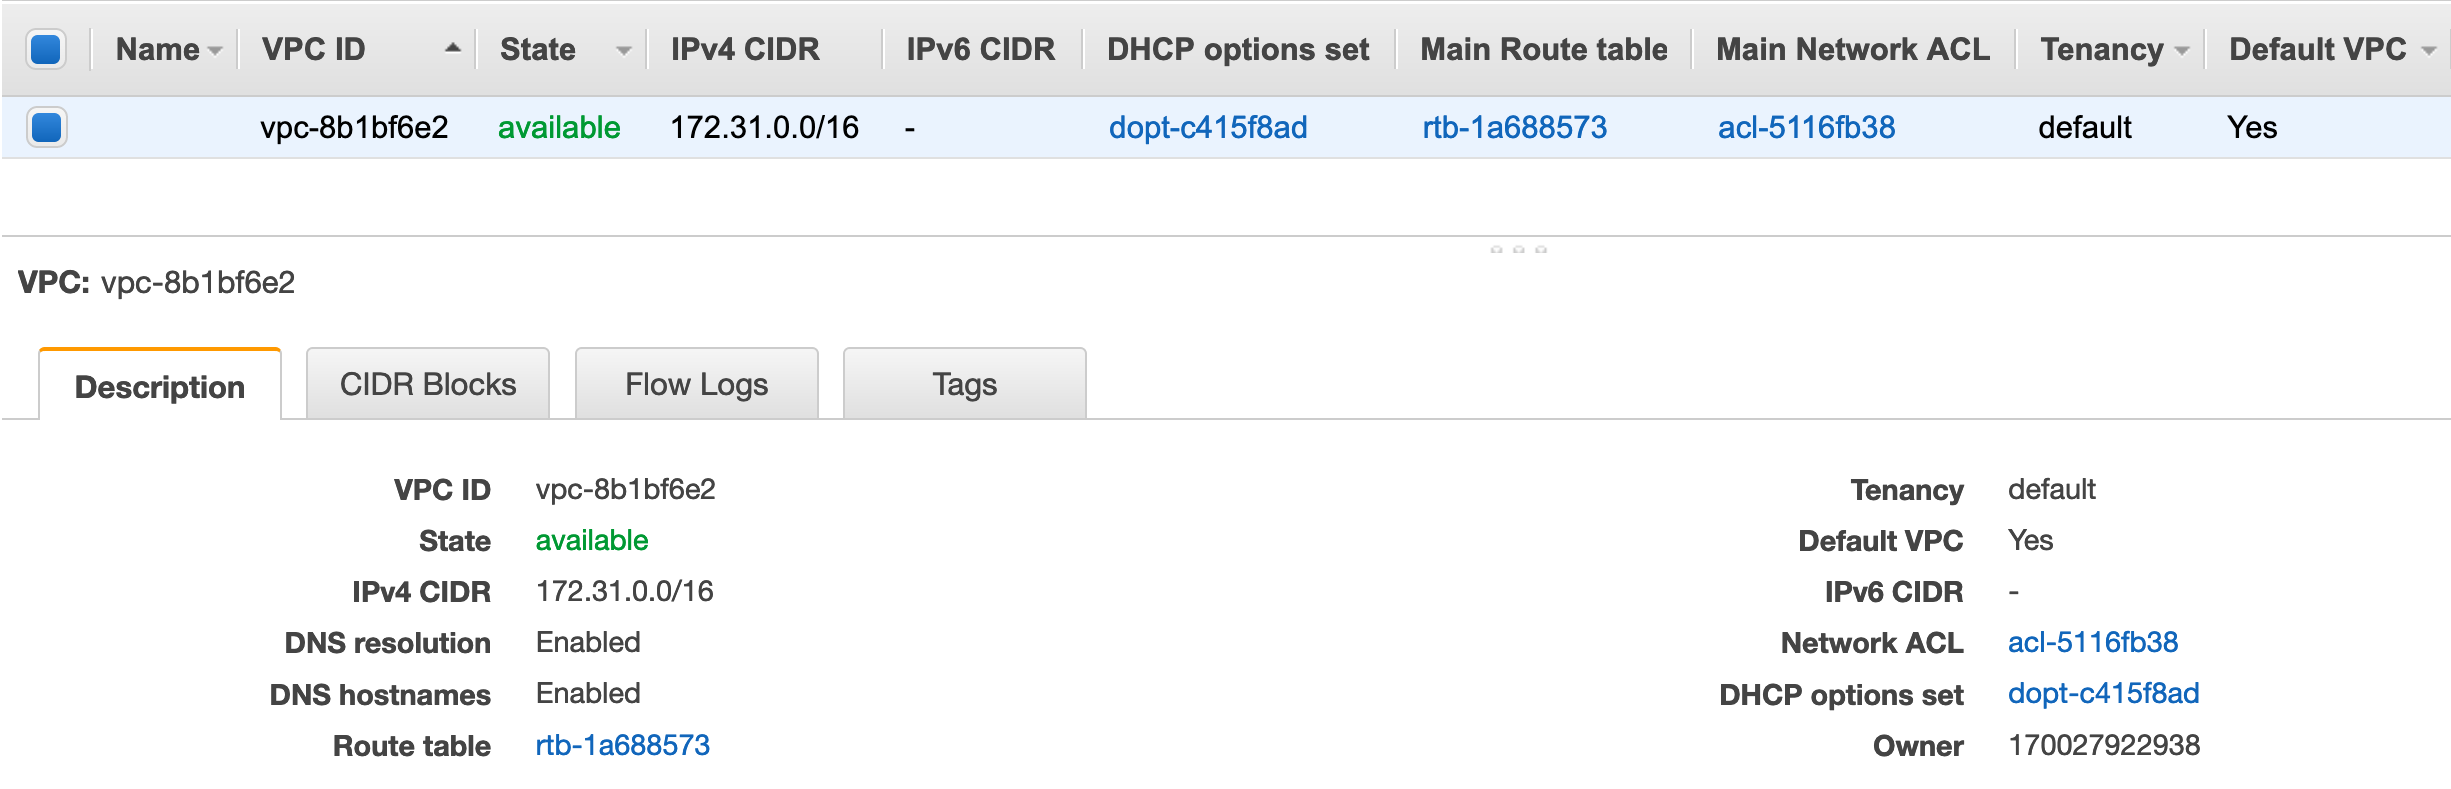 Name VPC ID State IPv4 CIDR IPv6 CIDR DHCP options set Main Route table Main Network ACL Tenancy Default VPC
vpc-8b1bf6e2 available 172.31.0.0/16 - dopt-c415f8ad rtb-1a688573 acl-5116fb38 default Yes
VPC: vpc-8b1bf6e2
Description CIDR Blocks Flow Logs Tags
VPC ID vpc-8b1bf6e2
State available
IPv4 CIDR 172.31.0.0/16
DNS resolution Enabled
DNS hostnames Enabled
Route table rtb-1a688573
Tenancy default
Default VPC Yes
IPv6 CIDR -
Network ACL acl-5116fb38
DHCP options set dopt-c415f8ad
Owner 170027922938